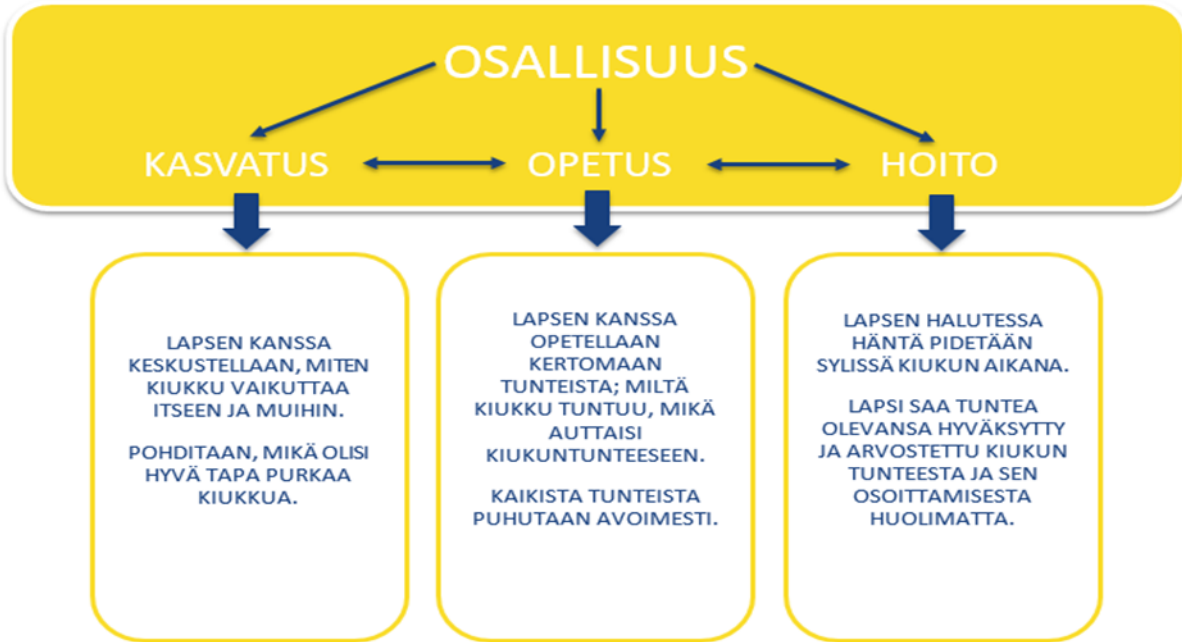 OSALLISUUS
KASVATUS
OPETUS
HOITO
LAPSEN KANSSA
KESKUSTELLAAN, MITEN
KIUKKU VAIKUTTAA
ITSEEN JA MUIHIN.
POHDITAAN, MIKÄ OLISI
HYVÄ TAPA PURKAA
KIUKKUA.
LAPSEN KANSSA
OPETELLAAN
KERTOMAAN
TUNTEISTA; MILTÄ
KIUKKU TUNTUU, MIKÄ
AUTTAISI
KIUKUNTUNTEESEEN.
KAIKISTA TUNTEISTA
PUHUTAAN AVOIMESTI.
LAPSEN HALUTESSA
HÄNTÄ PIDETÄÄN
SYLISSÄ KIUKUN AIKANA.
LAPSI SAA TUNTEA
OLEVANSA HYVÄKSYTTY
JA ARVOSTETTU KIUKUN
TUNTEESTA JA SEN
OSOITTAMISESTA
HUOLIMATTA.